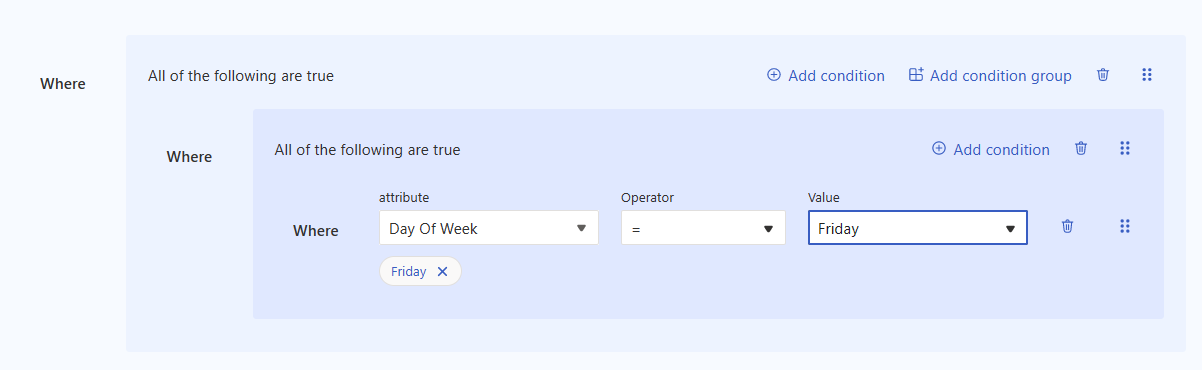 Where
All of the following are true
Add condition
Add condition group
Where
All of the following are true
Add condition
attribute
Operator
Value
Where
Day Of Week
=
Friday
Friday